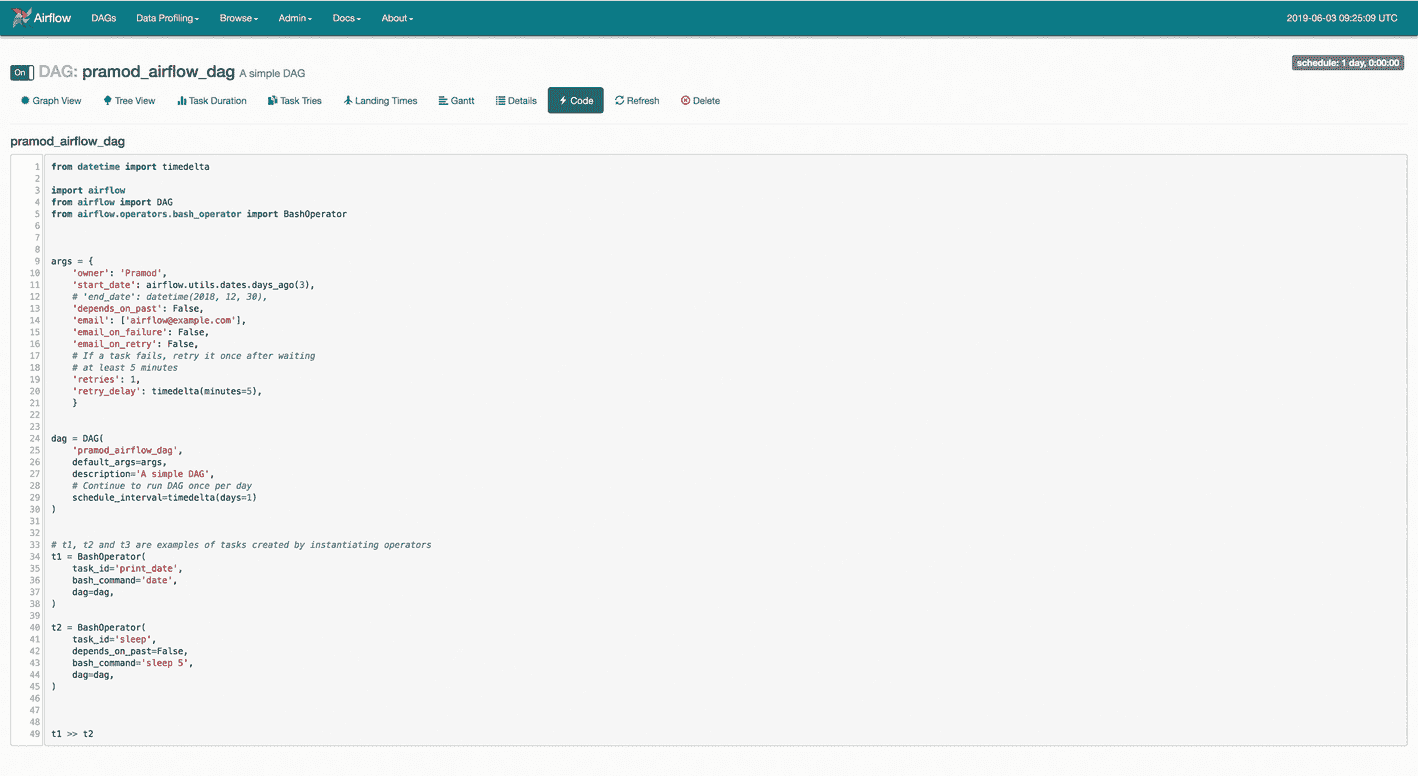 Airflow DAGs Data Profiling Browse Admin Docs About 2019-06-03 09:25:09 UTC
schedule: 1 day, 0:00:00
On DAG: pramod_airflow_dag A simple DAG
Graph View Tree View Task Duration Task Tries Landing Times Gantt Details Code Refresh Delete
pramod_airflow_dag
1 from datetime import timedelta
2
3 import airflow
4 from airflow import DAG
5 from airflow.operators.bash_operator import BashOperator
6
7
8
9 args = {
10     'owner': 'Pramod',
11     'start_date': airflow.utils.dates.days_ago(3),
12     # 'end_date': datetime(2018, 12, 30),
13     'depends_on_past': False,
14     'email': ['airflow@example.com'],
15     'email_on_failure': False,
16     'email_on_retry': False,
17     # If a task fails, retry it once after waiting
18     # at least 5 minutes
19     'retries': 1,
20     'retry_delay': timedelta(minutes=5),
21     }
22
23
24 dag = DAG(
25     'pramod_airflow_dag',
26     default_args=args,
27     description='A simple DAG',
28     # Continue to run DAG once per day
29     schedule_interval=timedelta(days=1)
30 )
31
32
33 # t1, t2 and t3 are examples of tasks created by instantiating operators
34 t1 = BashOperator(
35     task_id='print_date',
36     bash_command='date',
37     dag=dag,
38 )
39
40 t2 = BashOperator(
41     task_id='sleep',
42     depends_on_past=False,
43     bash_command='sleep 5',
44     dag=dag,
45 )
46
47
48
49 t1 >> t2